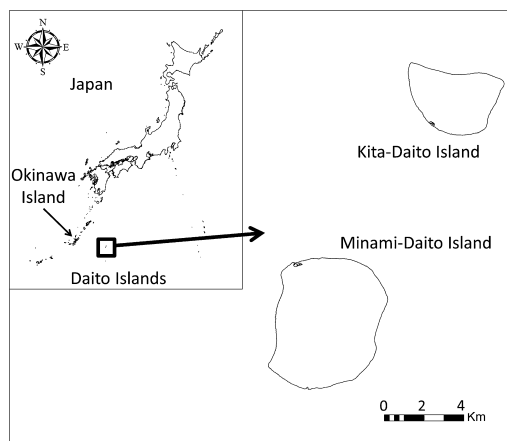 N
W E
S
Japan
Okinawa
Island
Daito Islands
Kita-Daito Island
Minami-Daito Island
0 2 4
Km